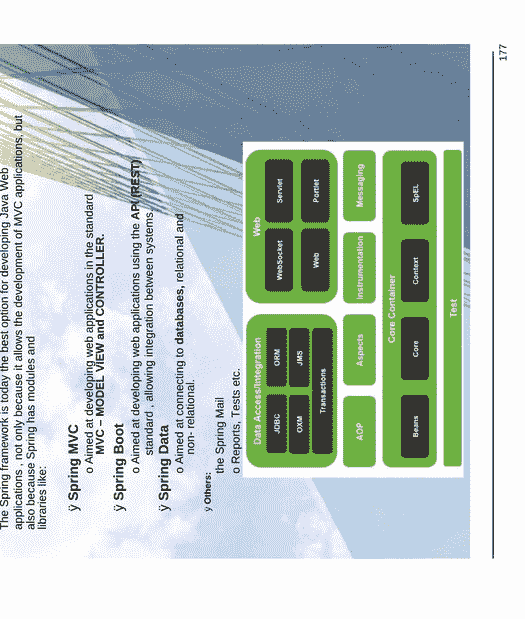 The Spring framework is today the best option for developing Java Web
applications , not only because it allows the development of MVC applications, but
also because Spring has modules and
libraries like:
ÿ Spring MVC
o Aimed at developing web applications in the standard
MVC – MODEL VIEW and CONTROLLER.
ÿ Spring Boot
o Aimed at developing web applications using the API (REST)
standard , allowing integration between systems.
ÿ Spring Data
o Aimed at connecting to databases, relational and
non- relational.
ÿ Others:
the Spring Mail
o Reports, Tests etc.
Data Access/Integration
JDBC
ORM
OXM
JMS
Transactions
Web
WebSocket
Servlet
Web
Portlet
AOP
Aspects
Instrumentation
Messaging
Core Container
Beans
Core
Context
SpEL
Test
177